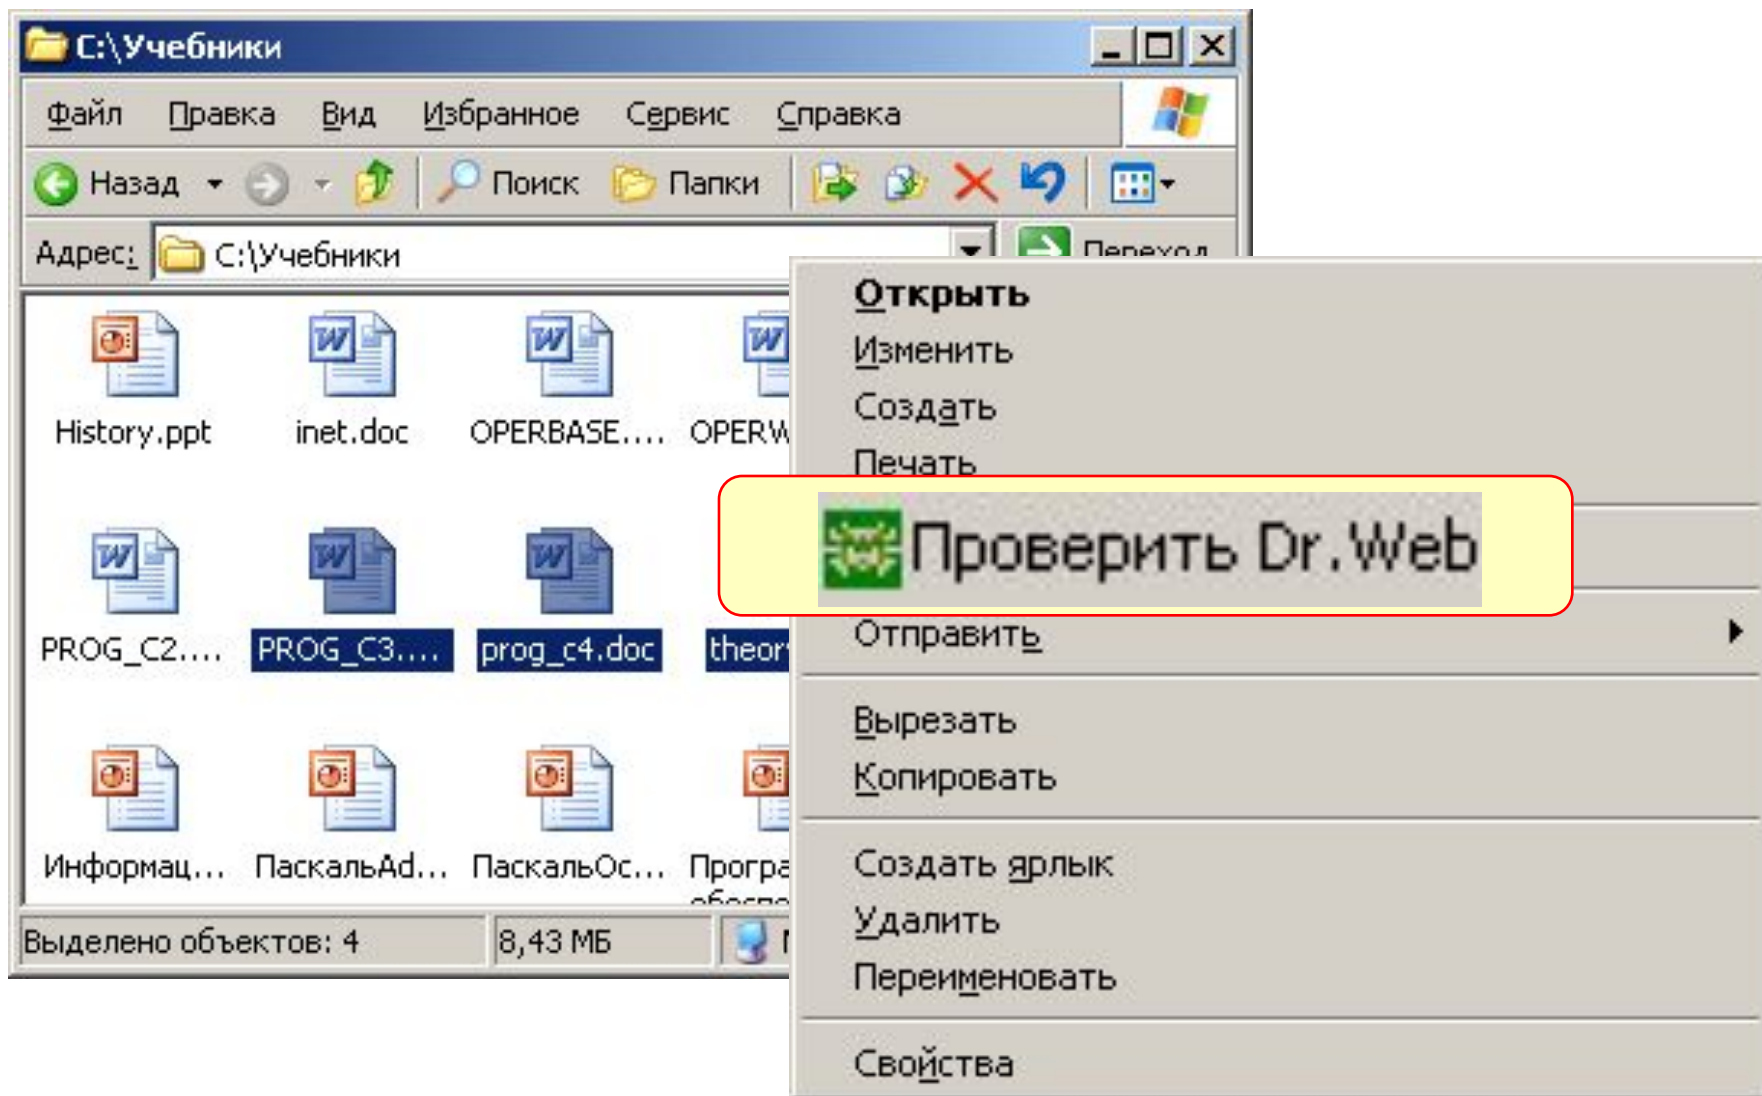 C:\Учебники
Файл Правка Вид Избранное Сервис Справка
Назад Поиск Папки
Адрес: C:\Учебники Переход
History.ppt inet.doc OPERBASE....
PROG_C2.... PROG_C3.... prog_c4.doc
Информац... ПаскальAd... ПаскальОс...
Выделено объектов: 4 8,43 МБ
Открыть
Изменить
Создать
Печать
Проверить Dr.Web
Отправить
Вырезать
Копировать
Создать ярлык
Удалить
Переименовать
Свойства